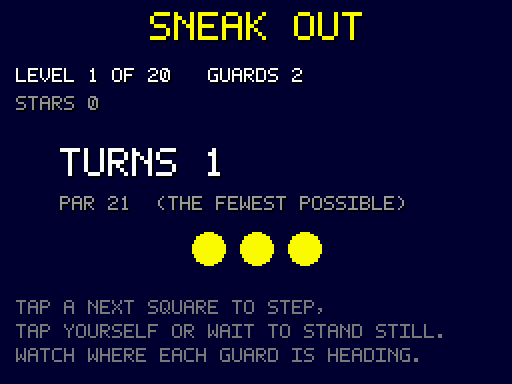 SNEAK OUT
LEVEL 1 OF 20   GUARDS 2
STARS 0
TURNS 1
PAR 21  (THE FEWEST POSSIBLE)
TAP A NEXT SQUARE TO STEP,
TAP YOURSELF OR WAIT TO STAND STILL.
WATCH WHERE EACH GUARD IS HEADING.